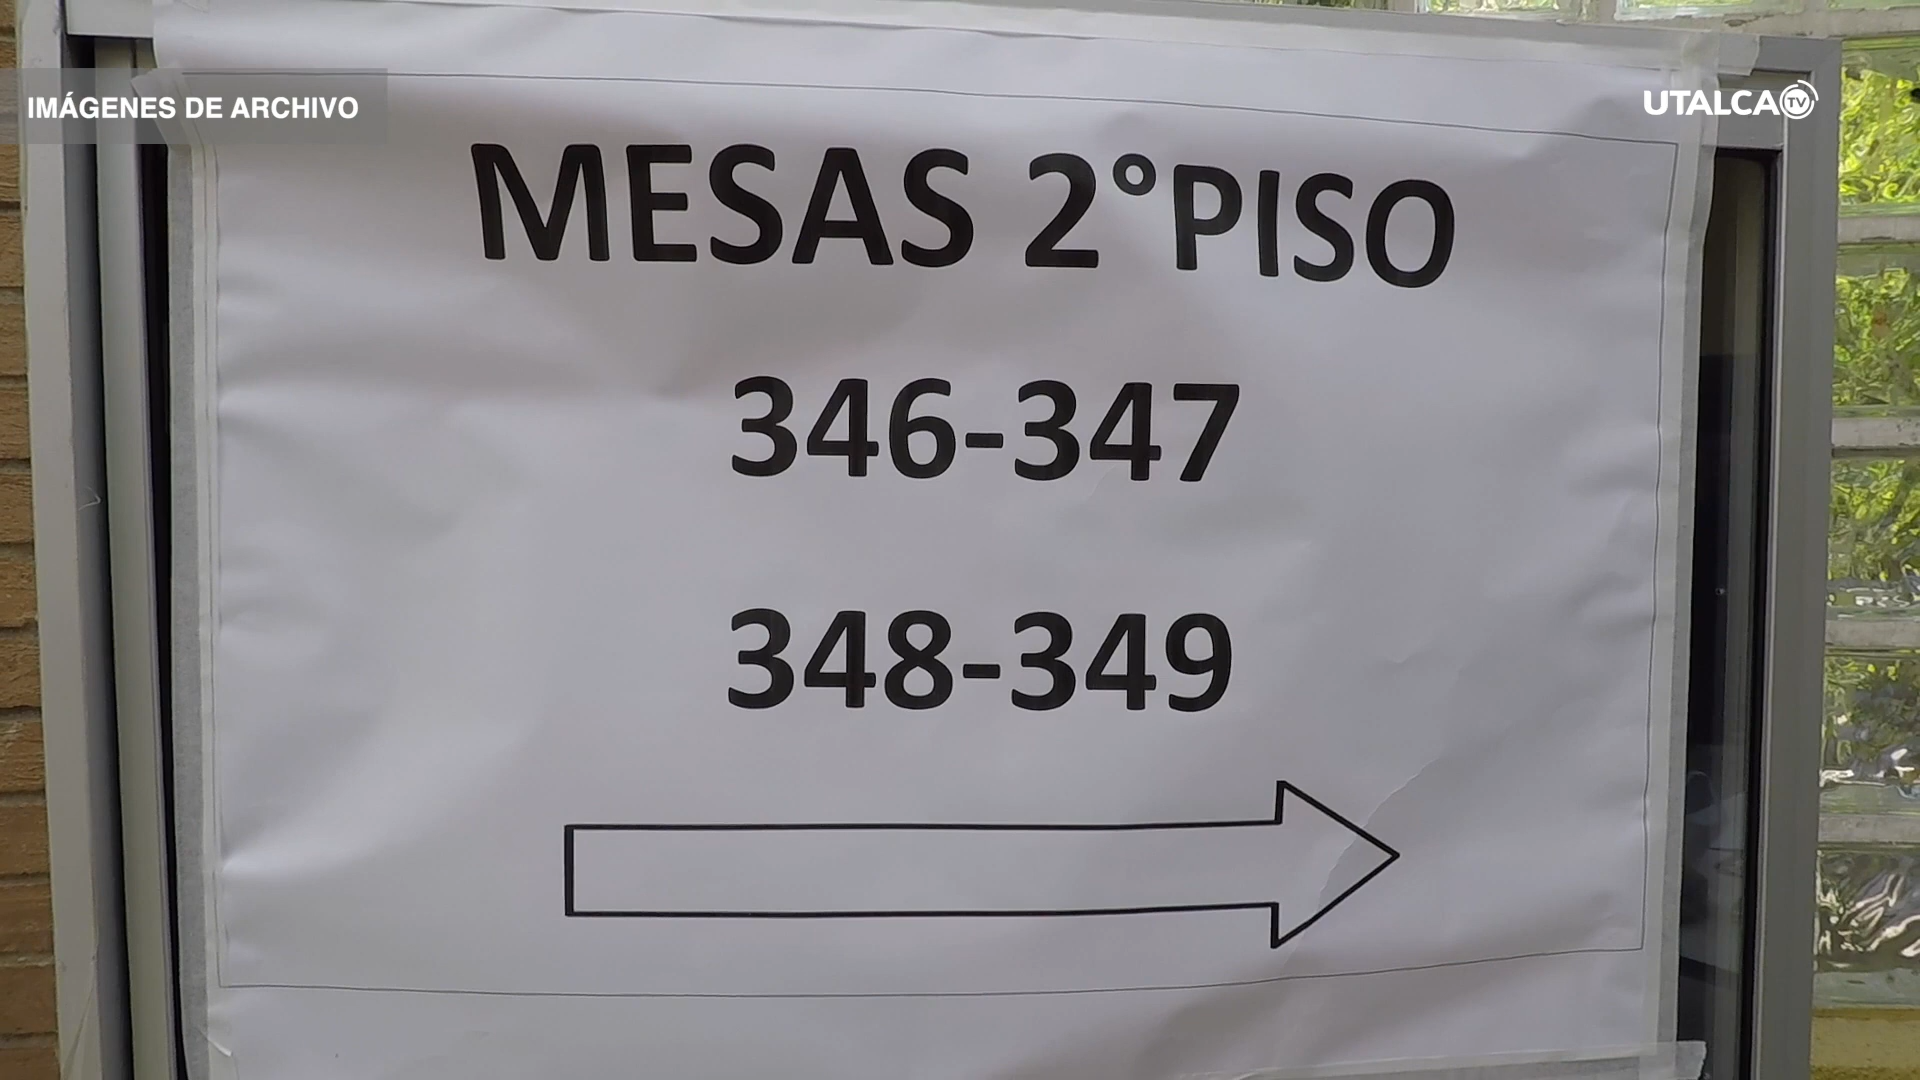 IMÁGENES DE ARCHIVO
UTALCA TV
MESAS 2°PISO
346-347
348-349